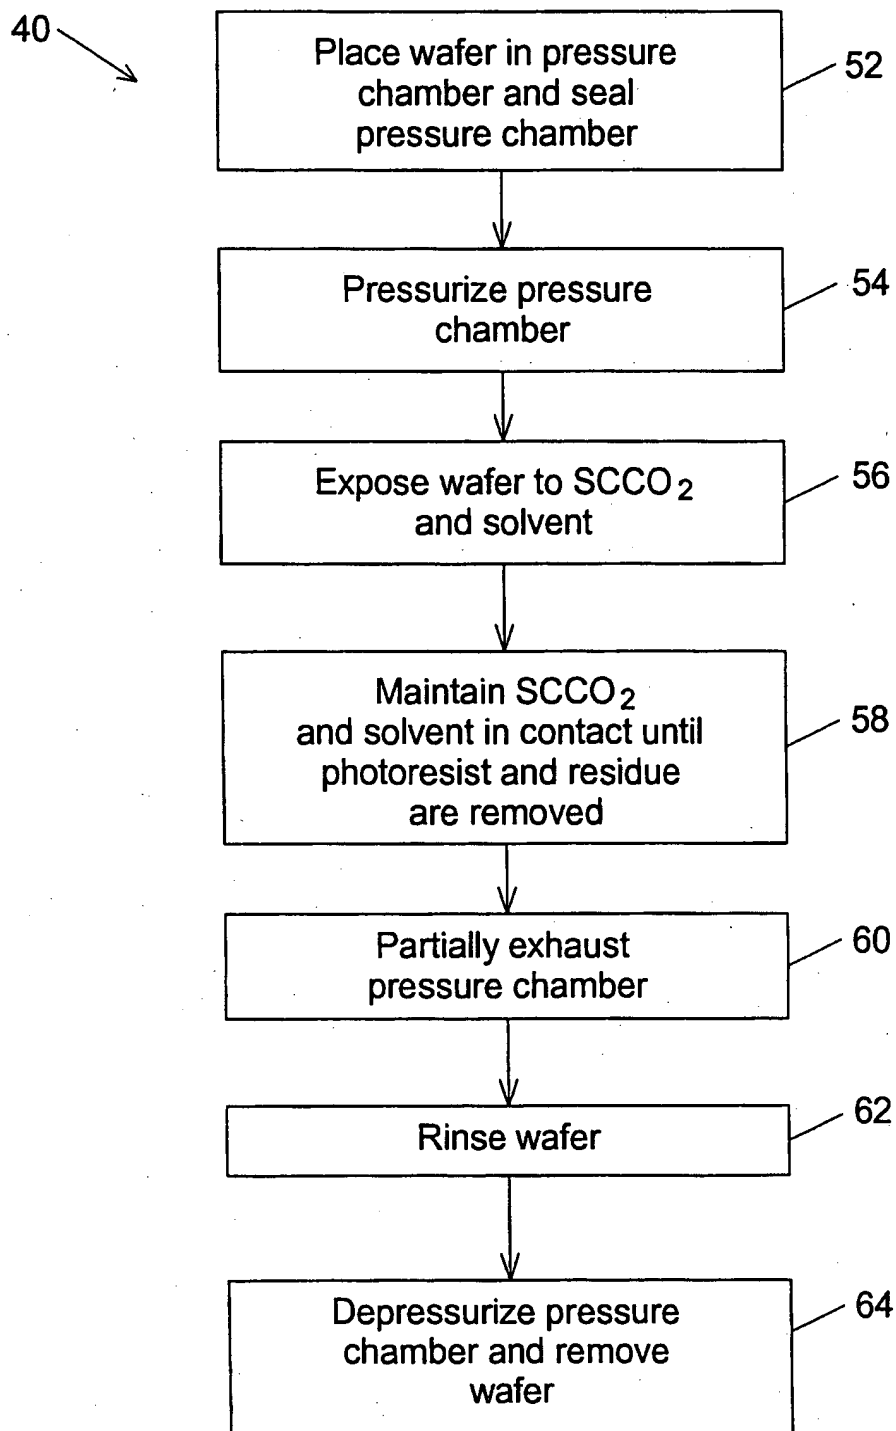 40
Place wafer in pressure
chamber and seal
pressure chamber
52
Pressurize pressure
chamber
54
Expose wafer to SCCO₂
and solvent
56
Maintain SCCO₂
and solvent in contact until
photoresist and residue
are removed
58
Partially exhaust
pressure chamber
60
Rinse wafer
62
Depressurize pressure
chamber and remove
wafer
64